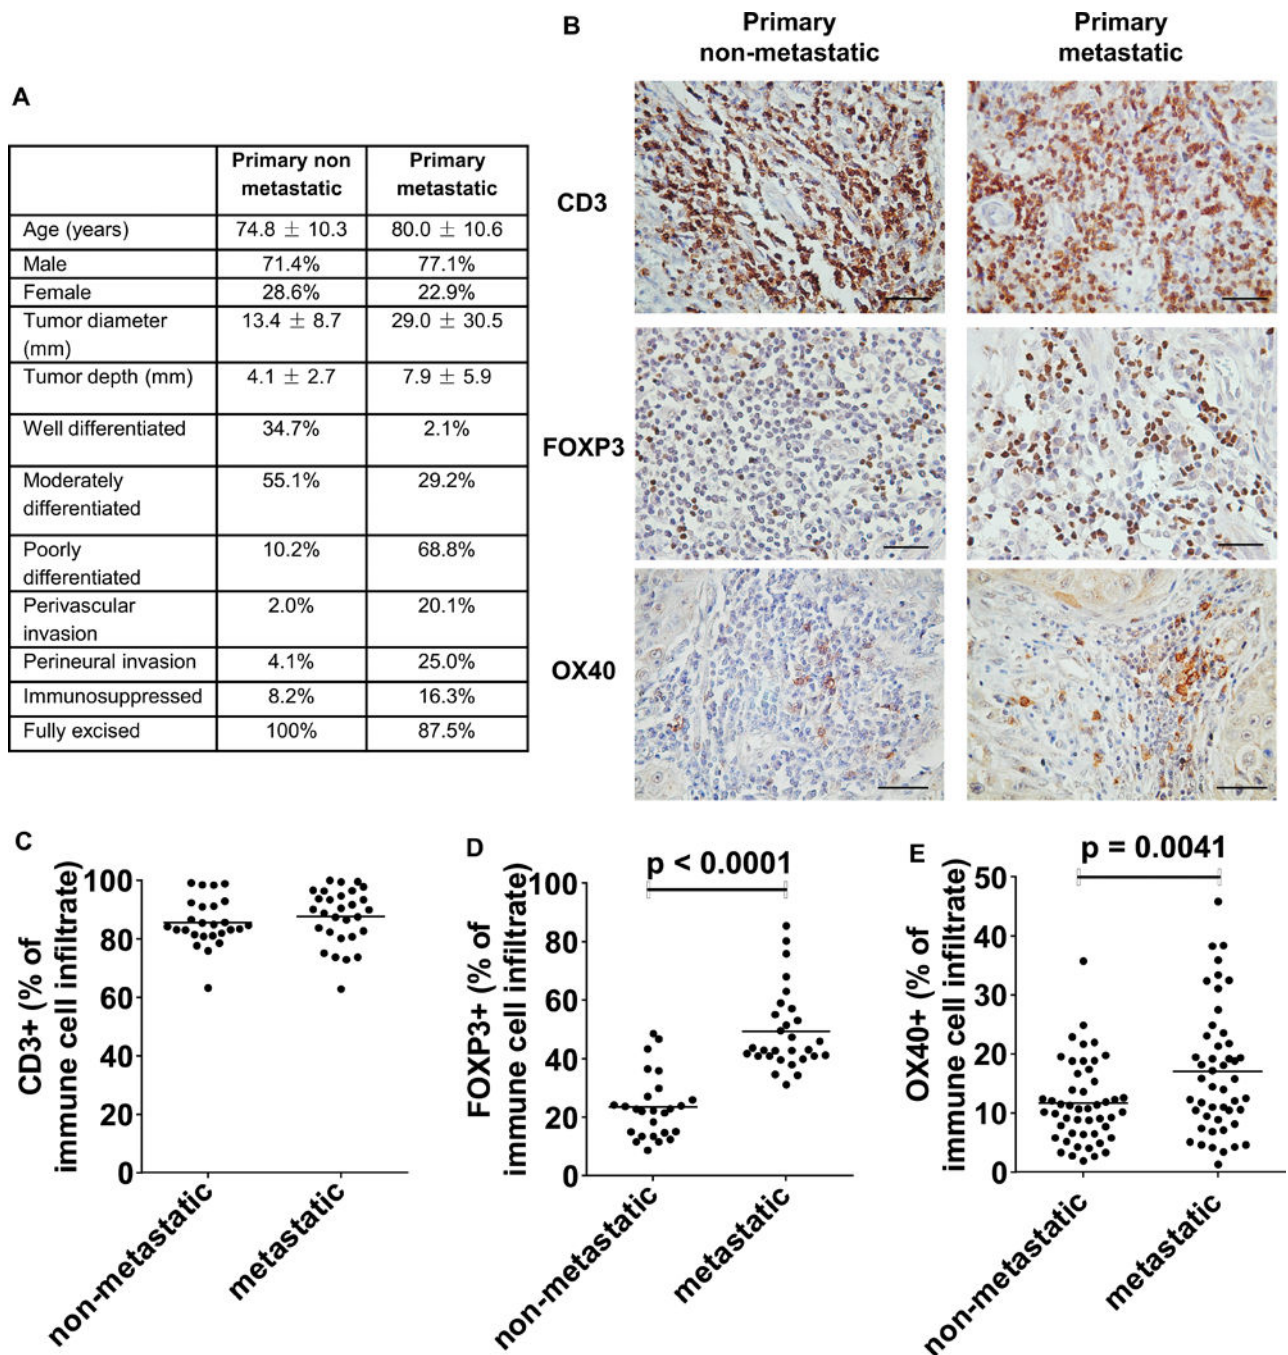 A
Primary non metastatic
Primary metastatic
Age (years) 74.8 ± 10.3 80.0 ± 10.6
Male 71.4% 77.1%
Female 28.6% 22.9%
Tumor diameter (mm) 13.4 ± 8.7 29.0 ± 30.5
Tumor depth (mm) 4.1 ± 2.7 7.9 ± 5.9
Well differentiated 34.7% 2.1%
Moderately differentiated 55.1% 29.2%
Poorly differentiated 10.2% 68.8%
Perivascular invasion 2.0% 20.1%
Perineural invasion 4.1% 25.0%
Immunosuppressed 8.2% 16.3%
Fully excised 100% 87.5%
B
Primary
non-metastatic
Primary
metastatic
CD3
FOXP3
OX40
C
CD3+ (% of
immune cell infiltrate)
100
80
60
40
20
0
non-metastatic
metastatic
D
p < 0.0001
FOXP3+ (% of
immune cell infiltrate)
100
80
60
40
20
0
non-metastatic
metastatic
E
p = 0.0041
OX40+ (% of
immune cell infiltrate)
50
40
30
20
10
0
non-metastatic
metastatic